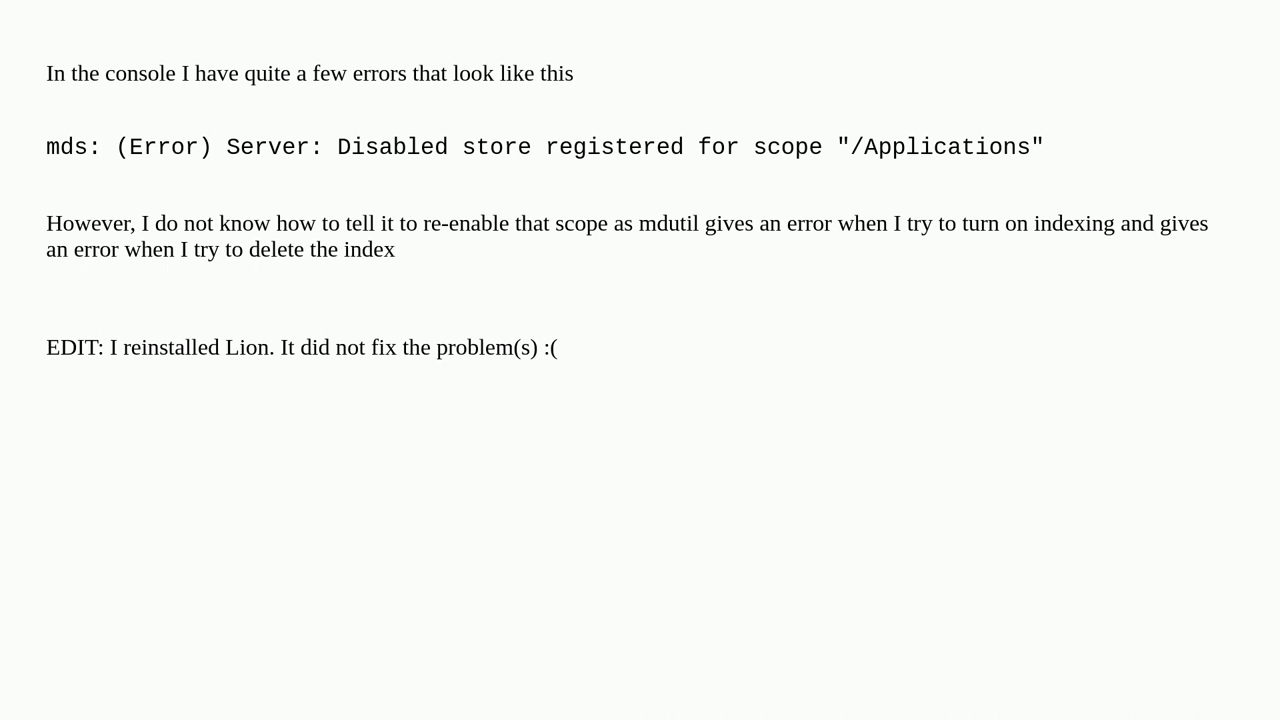 In the console I have quite a few errors that look like this
mds: (Error) Server: Disabled store registered for scope "/Applications"
However, I do not know how to tell it to re-enable that scope as mdutil gives an error when I try to turn on indexing and gives
an error when I try to delete the index
EDIT: I reinstalled Lion. It did not fix the problem(s) :(